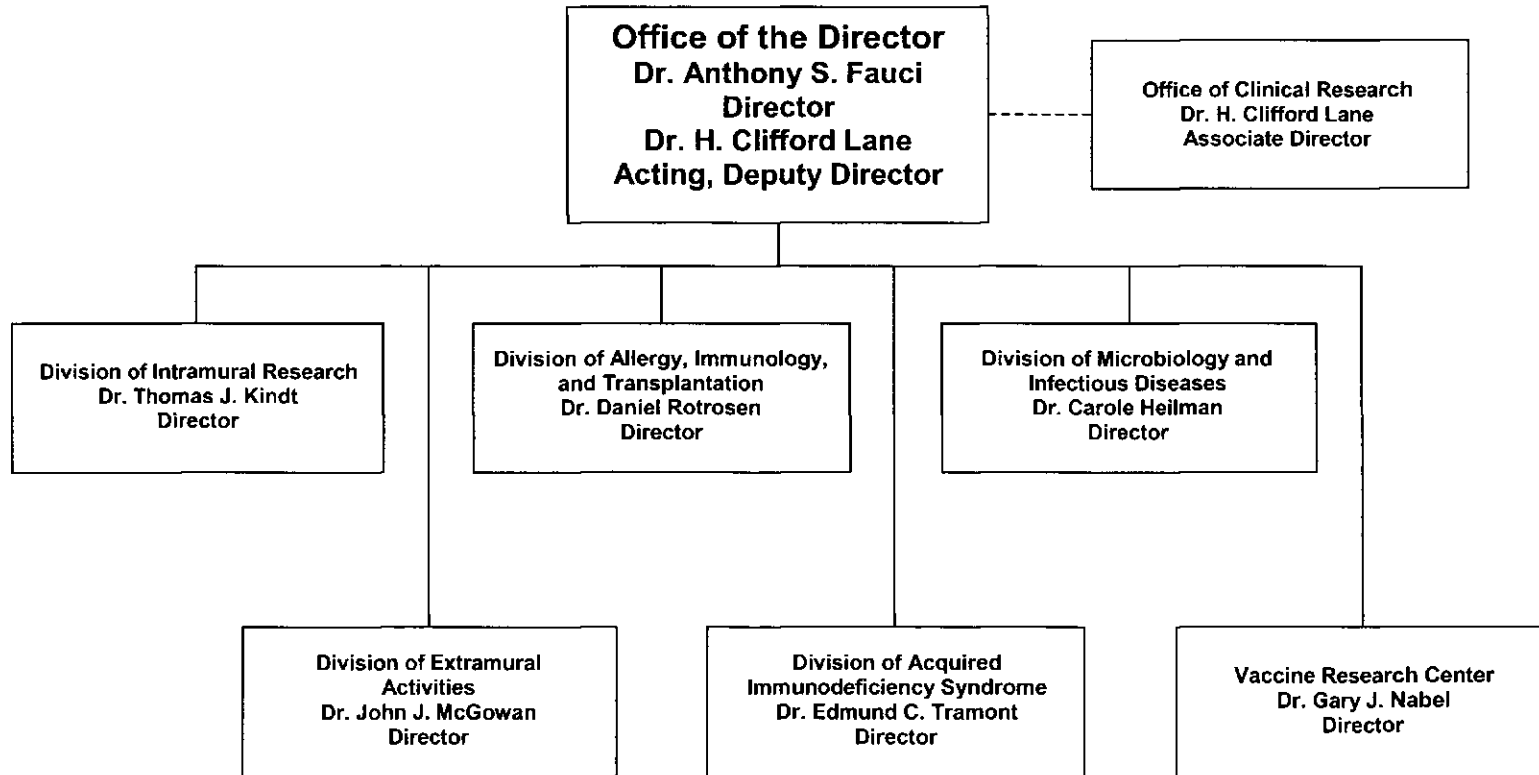 Office of the Director
Dr. Anthony S. Fauci
Director
Dr. H. Clifford Lane
Acting, Deputy Director
Office of Clinical Research
Dr. H. Clifford Lane
Associate Director
Division of Intramural Research
Dr. Thomas J. Kindt
Director
Division of Allergy, Immunology,
and Transplantation
Dr. Daniel Rotrosen
Director
Division of Microbiology and
Infectious Diseases
Dr. Carole Heilman
Director
Division of Extramural
Activities
Dr. John J. McGowan
Director
Division of Acquired
Immunodeficiency Syndrome
Dr. Edmund C. Tramont
Director
Vaccine Research Center
Dr. Gary J. Nabel
Director